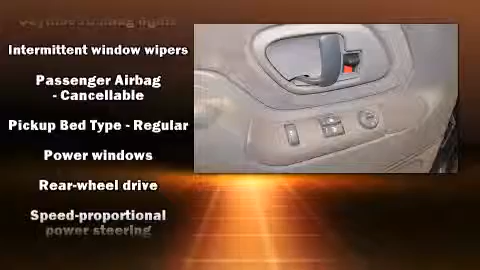 Intermittent window wipers
Passenger Airbag
- Cancellable
Pickup Bed Type - Regular
Power windows
Rear-wheel drive
Speed-proportional
power steering